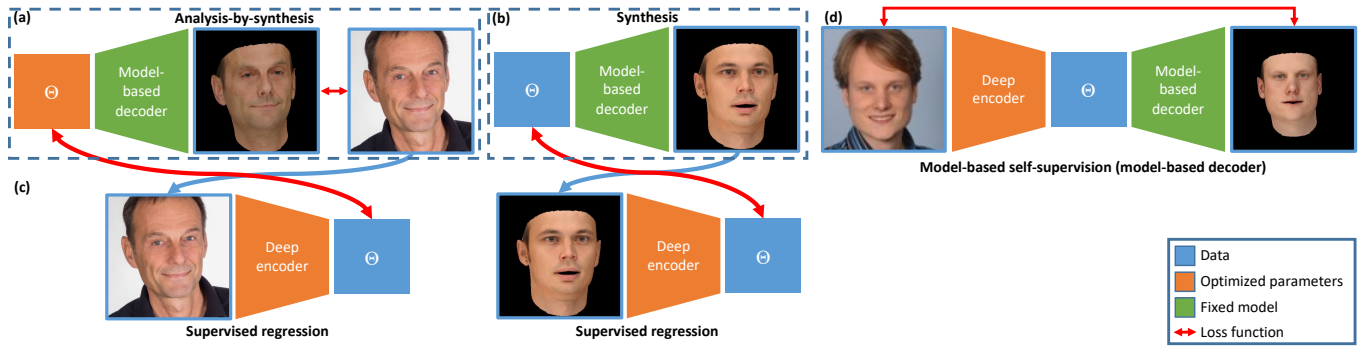 (a)
Analysis-by-synthesis
Θ
Model-
based
decoder
(b)
Synthesis
Θ
Model-
based
decoder
(d)
Deep
encoder
Θ
Model-
based
decoder
Model-based self-supervision (model-based decoder)
(c)
Deep
encoder
Θ
Supervised regression
Deep
encoder
Θ
Supervised regression
Data
Optimized parameters
Fixed model
Loss function